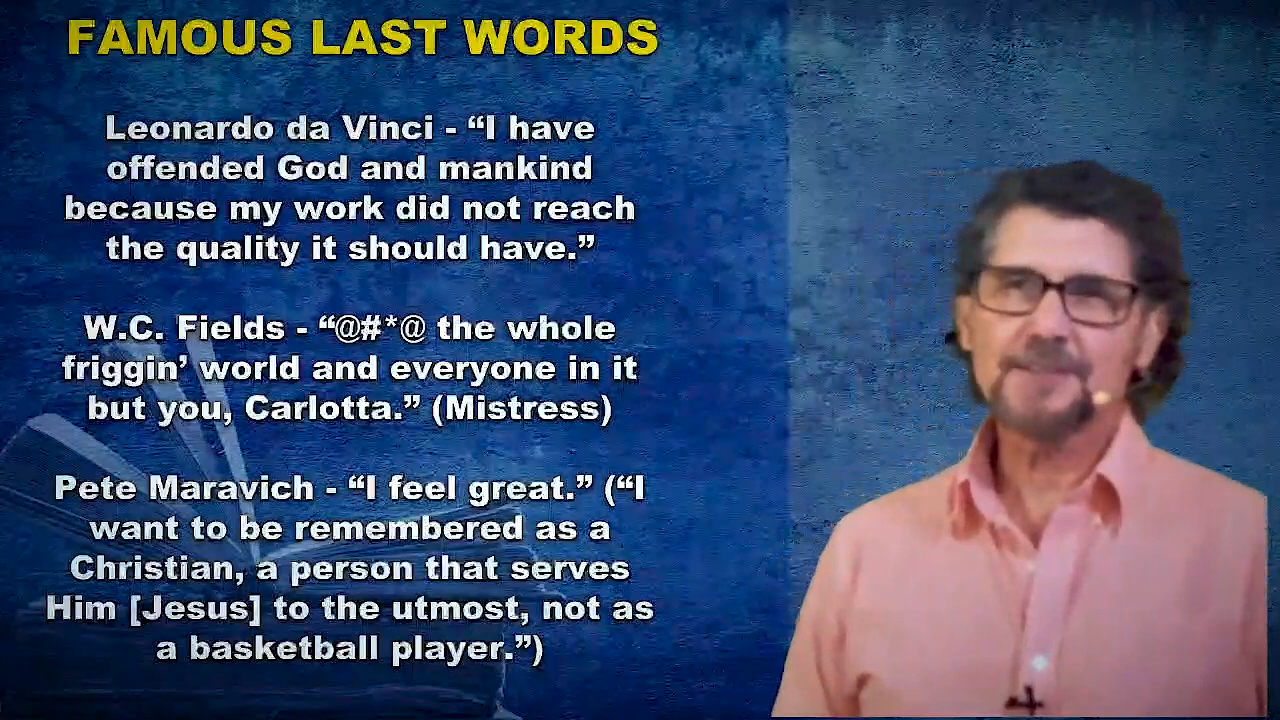 FAMOUS LAST WORDS
Leonardo da Vinci - “I have
offended God and mankind
because my work did not reach
the quality it should have.”
W.C. Fields - “@#*@ the whole
friggin’ world and everyone in it
but you, Carlotta.” (Mistress)
Pete Maravich - “I feel great.” (“I
want to be remembered as a
Christian, a person that serves
Him [Jesus] to the utmost, not as
a basketball player.”)